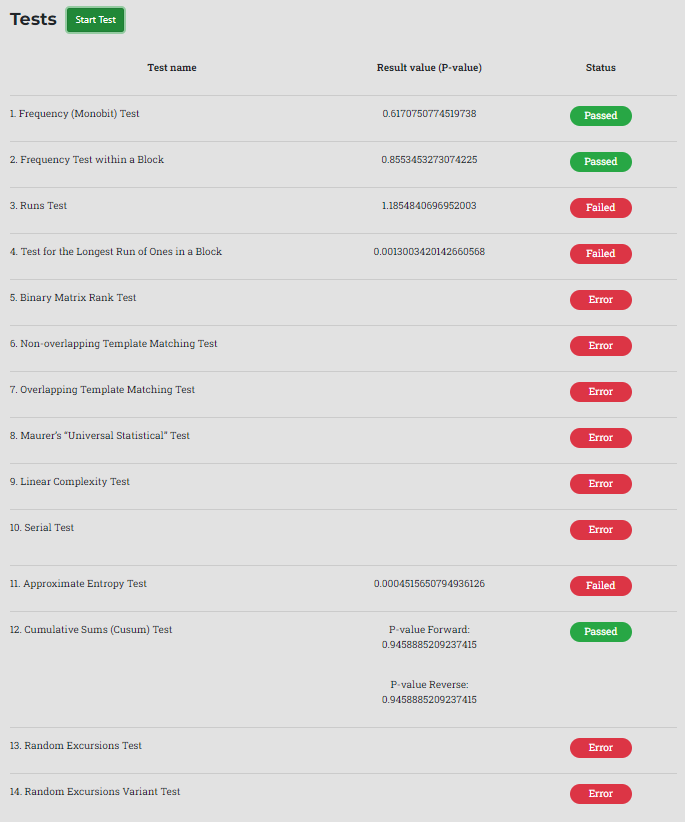 Tests Start Test
Test name Result value (P-value) Status
1. Frequency (Monobit) Test 0.6170750774519738 Passed
2. Frequency Test within a Block 0.8553453273074225 Passed
3. Runs Test 1.1854840696952003 Failed
4. Test for the Longest Run of Ones in a Block 0.0013003420142660568 Failed
5. Binary Matrix Rank Test Error
6. Non-overlapping Template Matching Test Error
7. Overlapping Template Matching Test Error
8. Maurer's "Universal Statistical" Test Error
9. Linear Complexity Test Error
10. Serial Test Error
11. Approximate Entropy Test 0.0004515650794936126 Failed
12. Cumulative Sums (Cusum) Test P-value Forward: Passed
0.9458885209237415
P-value Reverse:
0.9458885209237415
13. Random Excursions Test Error
14. Random Excursions Variant Test Error